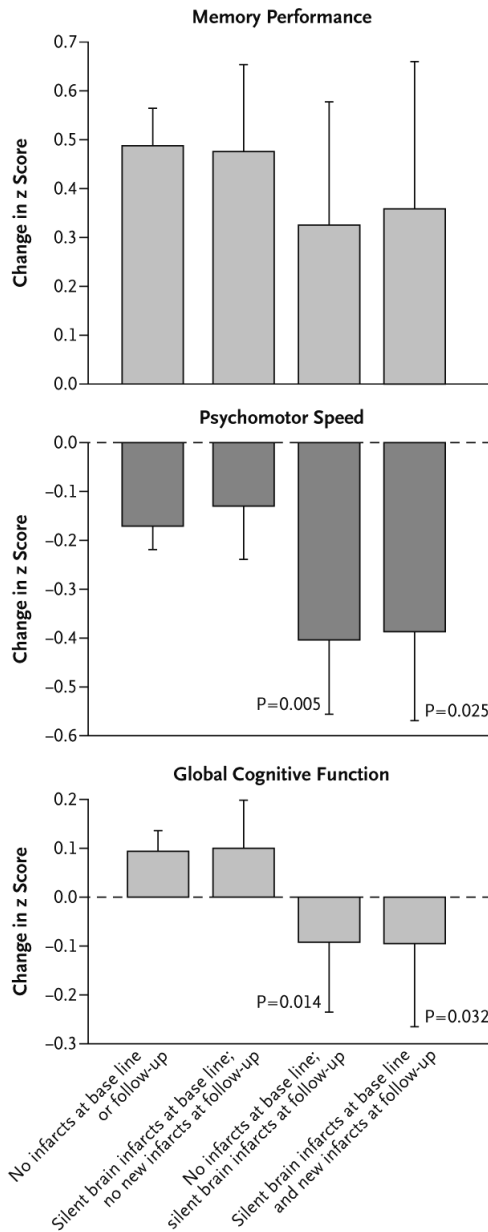 Memory Performance
0.7
0.6
0.5
0.4
0.3
0.2
0.1
0.0
Change in z Score
Psychomotor Speed
0.0
−0.1
−0.2
−0.3
−0.4
−0.5
−0.6
Change in z Score
P=0.005
P=0.025
Global Cognitive Function
0.2
0.1
0.0
−0.1
−0.2
−0.3
Change in z Score
P=0.014
P=0.032
No infarcts at base line
or follow-up
Silent brain infarcts at base line;
no new infarcts at follow-up
No infarcts at base line;
silent brain infarcts at follow-up
Silent brain infarcts at base line
and new infarcts at follow-up